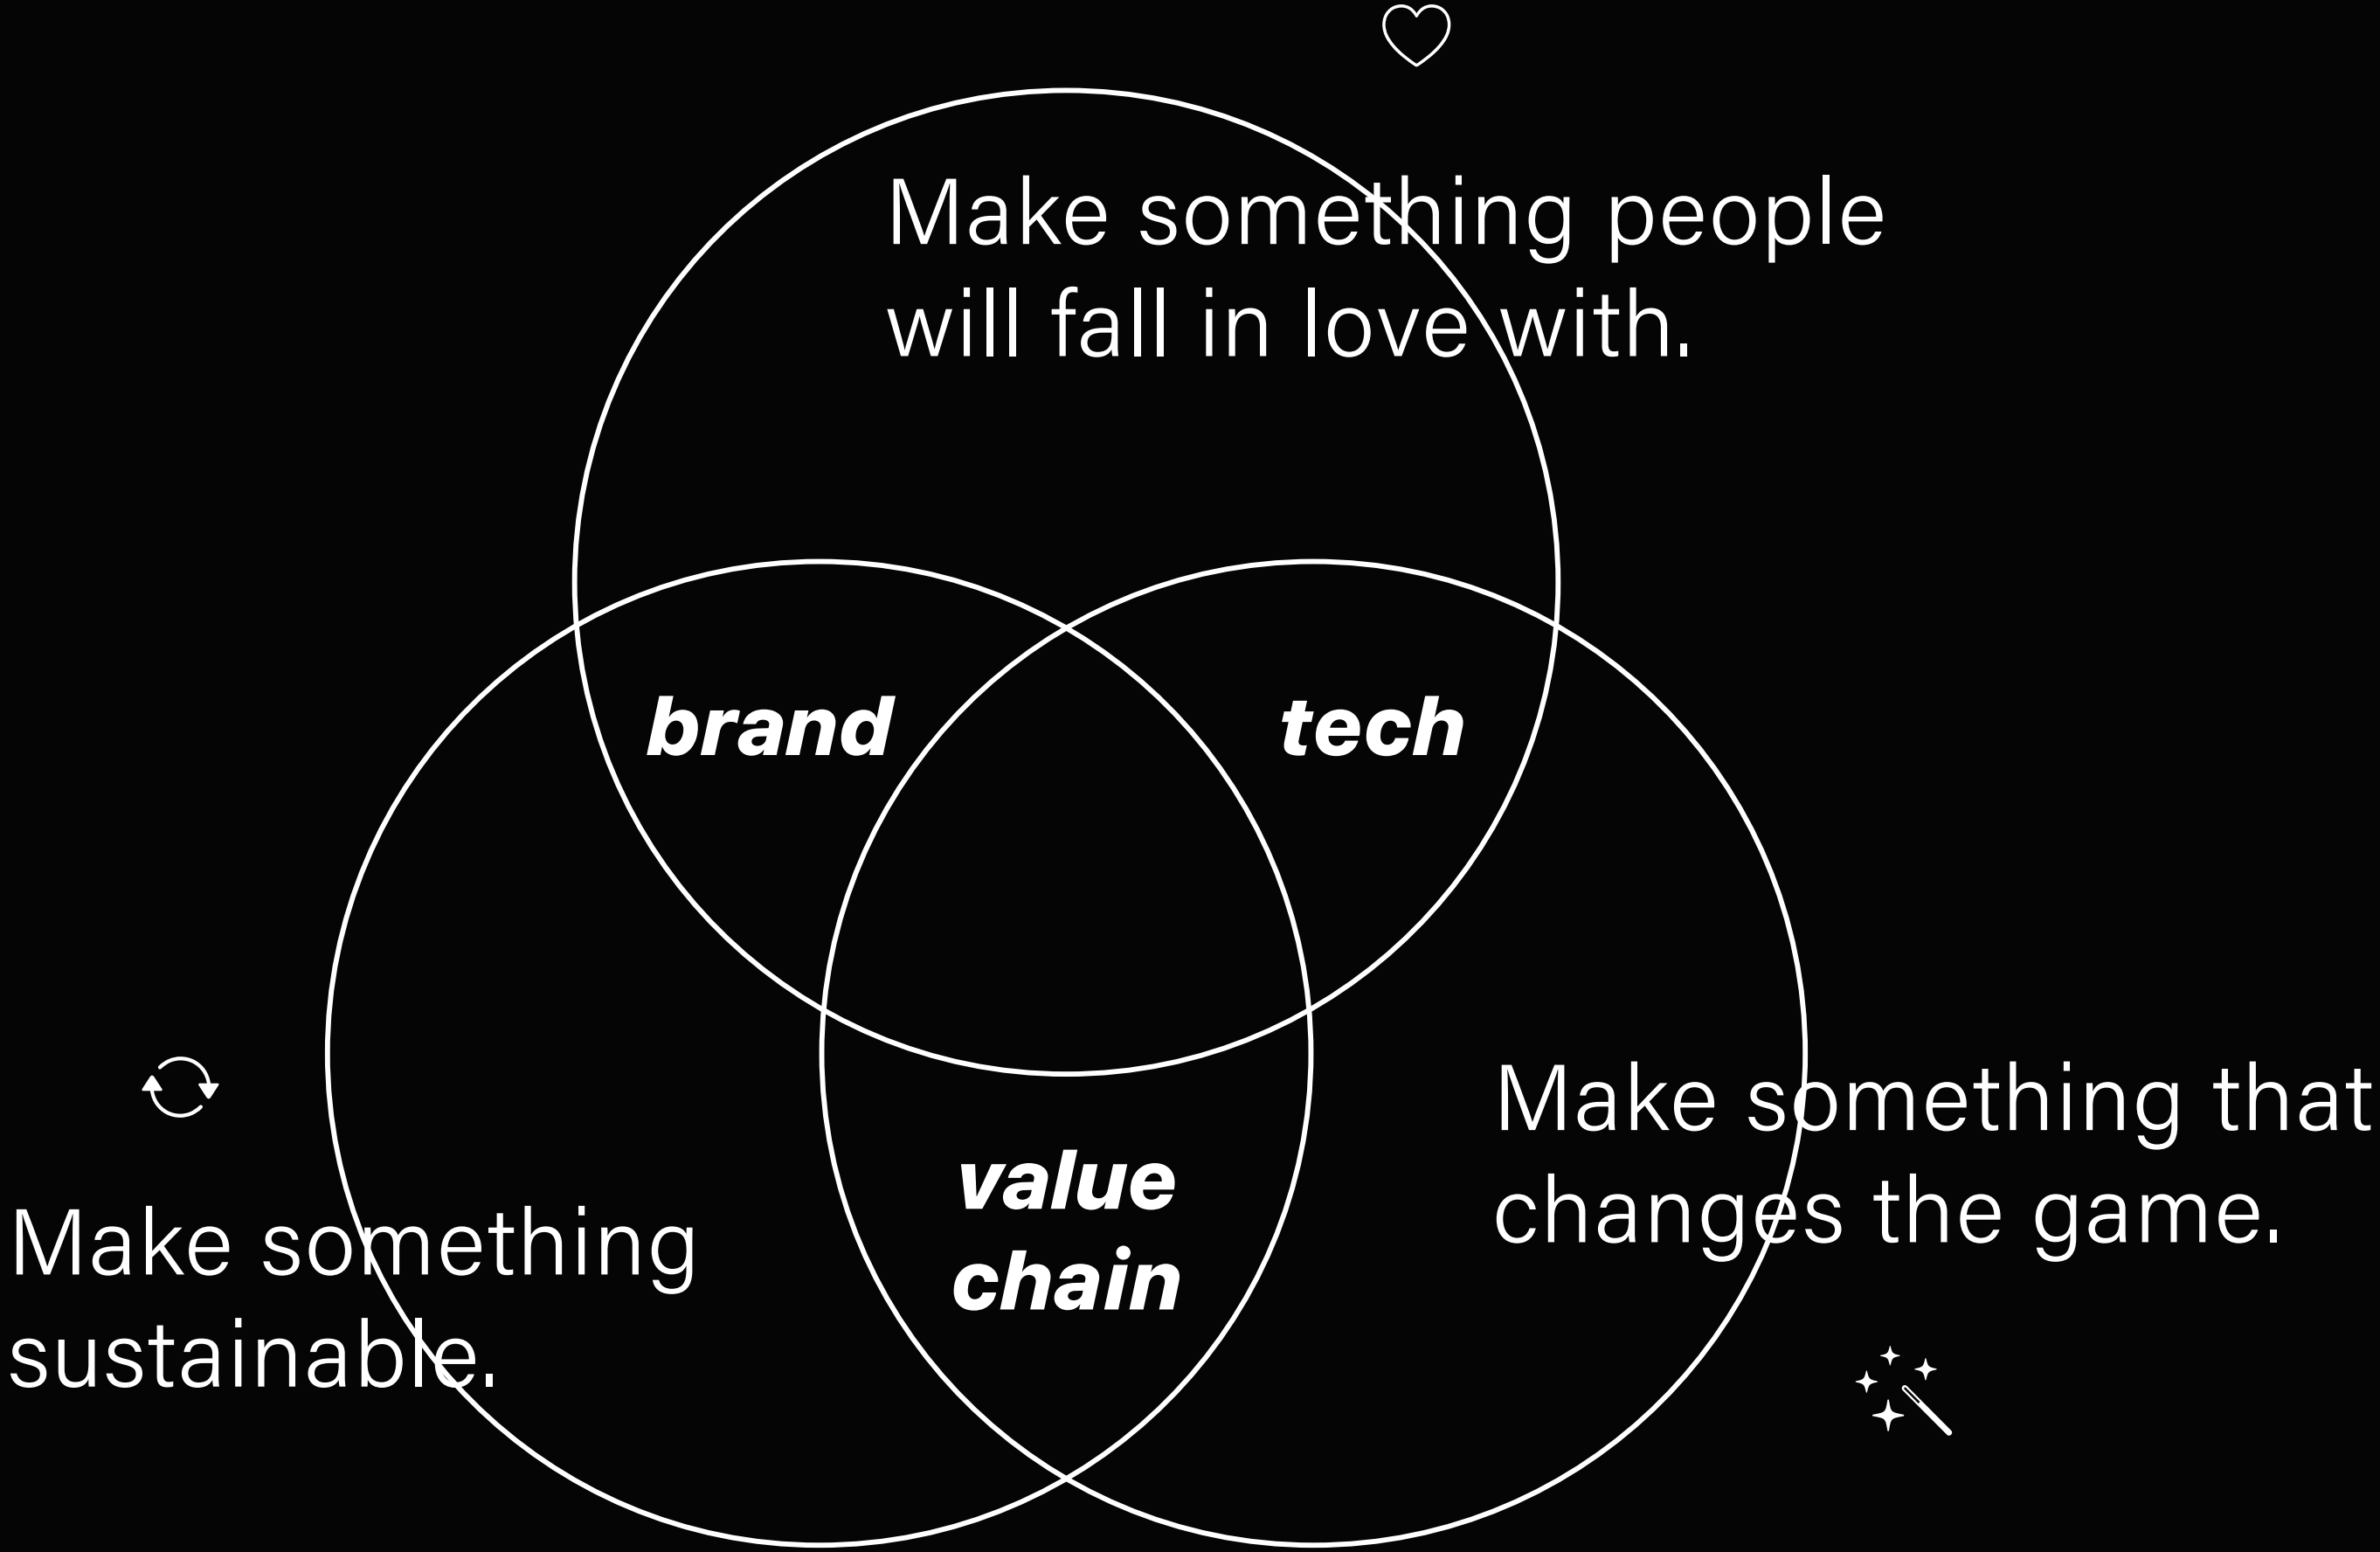 Make something people
will fall in love with.
brand
tech
Make something that
changes the game.
value
chain
Make something
sustainable.